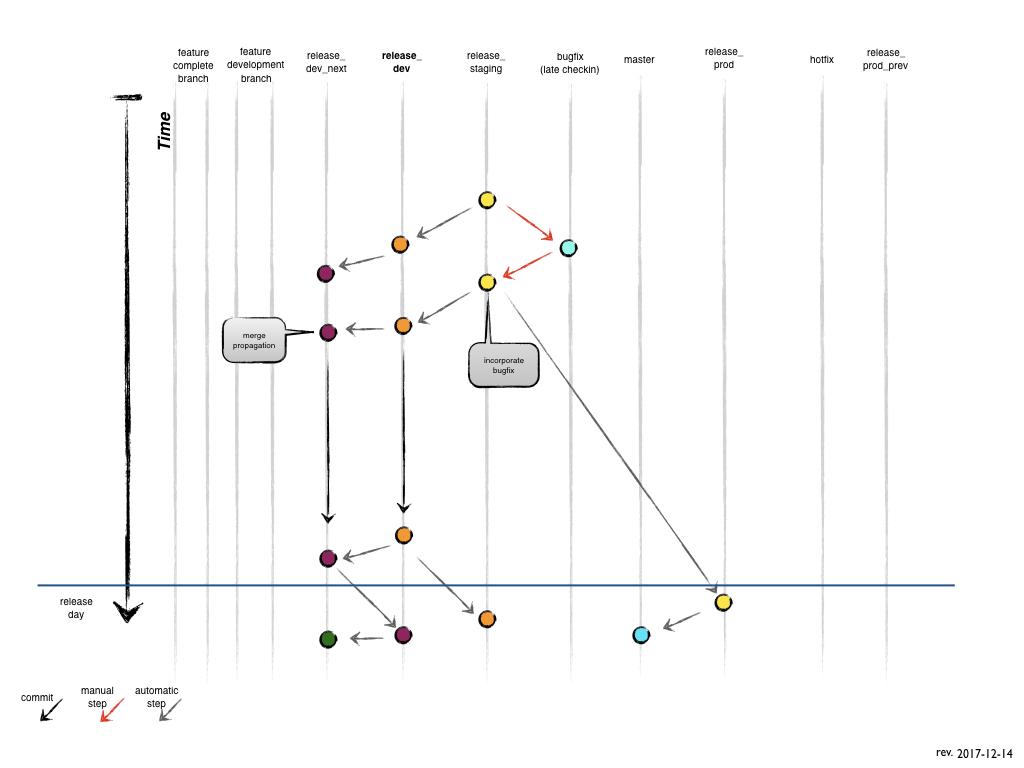 feature
complete
branch
feature
development
branch
release_
dev_next
release_
dev
release_
staging
bugfix
(late checkin)
master
release_
prod
hotfix
release_
prod_prev
Time
merge
propagation
incorporate
bugfix
release
day
commit
manual
step
automatic
step
rev. 2017-12-14